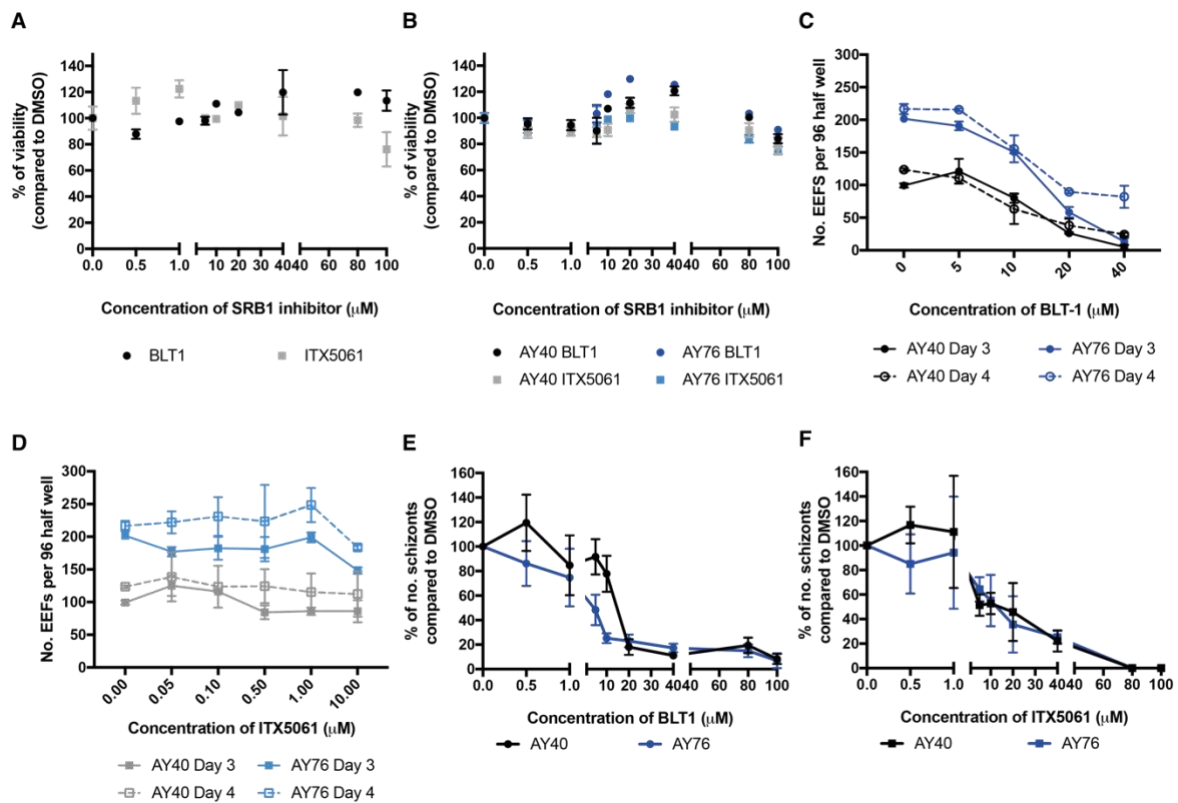 A
% of viability
(compared to DMSO)
140
120
100
80
60
40
20
0
0.0 0.5 1.0 10 20 30 40 40 60 80 100
Concentration of SRB1 inhibitor (μM)
BLT1 ITX5061
B
% of viability
(compared to DMSO)
140
120
100
80
60
40
20
0
0.0 0.5 1.0 10 20 30 40 40 60 80 100
Concentration of SRB1 inhibitor (μM)
AY40 BLT1 AY76 BLT1
AY40 ITX5061 AY76 ITX5061
C
No. EEFS per 96 half well
300
250
200
150
100
50
0
0 5 10 20 40
Concentration of BLT-1 (μM)
AY40 Day 3 AY76 Day 3
AY40 Day 4 AY76 Day 4
D
No. EEFs per 96 half well
300
250
200
150
100
50
0
0.00 0.05 0.10 0.50 1.00 10.00
Concentration of ITX5061 (μM)
AY40 Day 3 AY76 Day 3
AY40 Day 4 AY76 Day 4
E
% of no. schizonts
compared to DMSO
160
140
120
100
80
60
40
20
0
0.0 0.5 1.0 10 20 30 40 40 60 80 100
Concentration of BLT1 (μM)
AY40 AY76
F
% of no. schizonts
compared to DMSO
160
140
120
100
80
60
40
20
0
0.0 0.5 1.0 10 20 30 40 40 60 80 100
Concentration of ITX5061 (μM)
AY40 AY76